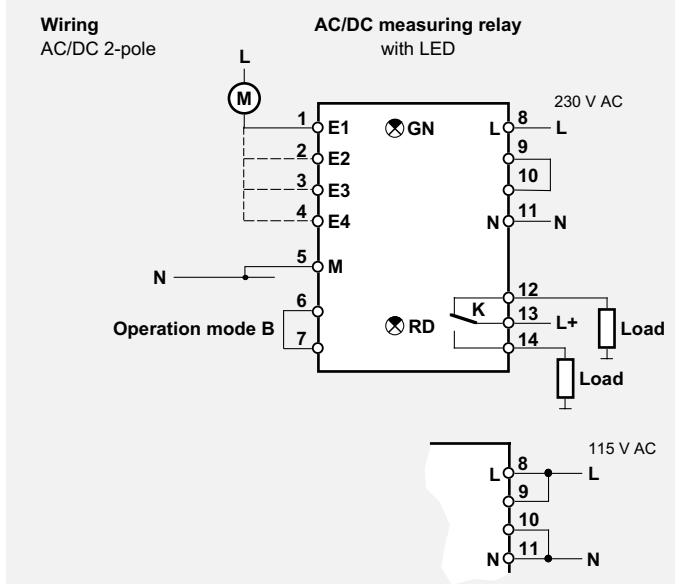 Wiring
AC/DC 2-pole
AC/DC measuring relay
with LED
L
M
230 V AC
1 E1 GN L 8 L
2 E2 9
3 E3 10
4 E4 N 11 N
5 M
N
6
Operation mode B
7
RD
12
K 13 L+
14
Load
Load
115 V AC
L 8 L
9
10
N 11 N